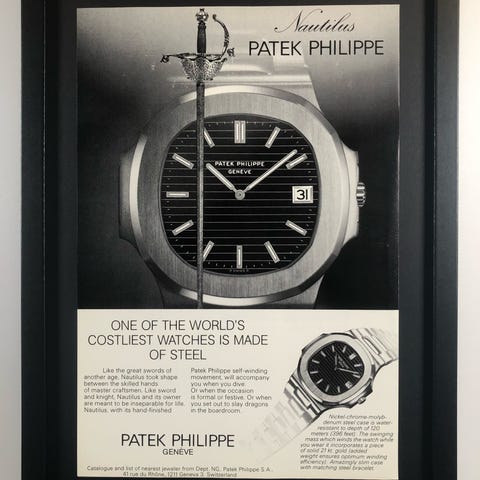 Nautilus
PATEK PHILIPPE
PATEK PHILIPPE
GENEVE
31
ONE OF THE WORLD'S
COSTLIEST WATCHES IS MADE
OF STEEL
Like the great swords of
another age, Nautilus took shape
between the skilled hands
of master craftsmen. Like sword
and knight, Nautilus and its owner
are meant to be inseparable for life.
Nautilus, with its hand-finished
Patek Philippe self-winding
movement, will accompany
you when you dive.
Or when the occasion
is formal or festive. Or when
you set out to slay dragons
in the boardroom.
Nickel-chrome-molyb-
denum steel case is water-
resistant to depth of 120
meters (396 feet). The swinging
mass which winds the watch while
you wear it incorporates a piece
of solid 21 kt. gold (added
weight ensures optimum winding
efficiency). Amazingly slim case
with matching steel bracelet.
PATEK PHILIPPE
GENÈVE
Catalogue and list of nearest jeweler from Dept. NG, Patek Philippe S.A.,
41 rue du Rhône, 1211 Geneva 3, Switzerland